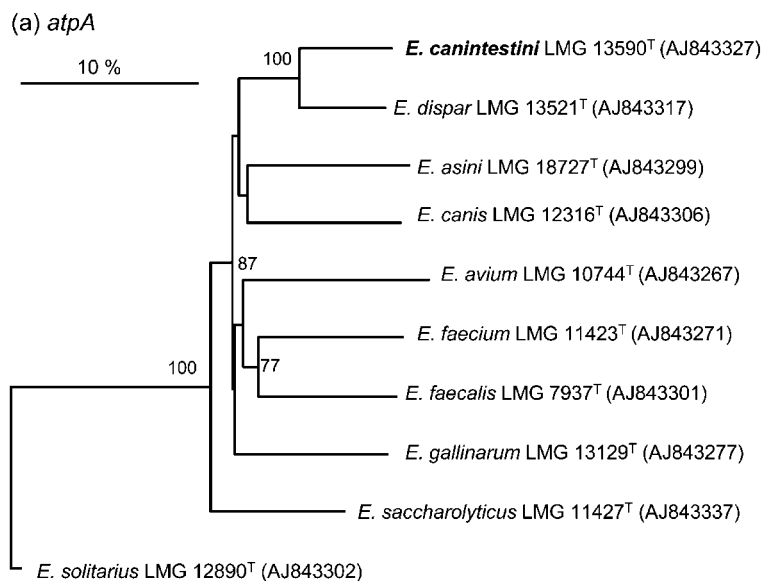 (a) atpA
10 %
100
E. canintestini LMG 13590ᵀ (AJ843327)
E. dispar LMG 13521ᵀ (AJ843317)
E. asini LMG 18727ᵀ (AJ843299)
E. canis LMG 12316ᵀ (AJ843306)
87
E. avium LMG 10744ᵀ (AJ843267)
E. faecium LMG 11423ᵀ (AJ843271)
77
100
E. faecalis LMG 7937ᵀ (AJ843301)
E. gallinarum LMG 13129ᵀ (AJ843277)
E. saccharolyticus LMG 11427ᵀ (AJ843337)
E. solitarius LMG 12890ᵀ (AJ843302)